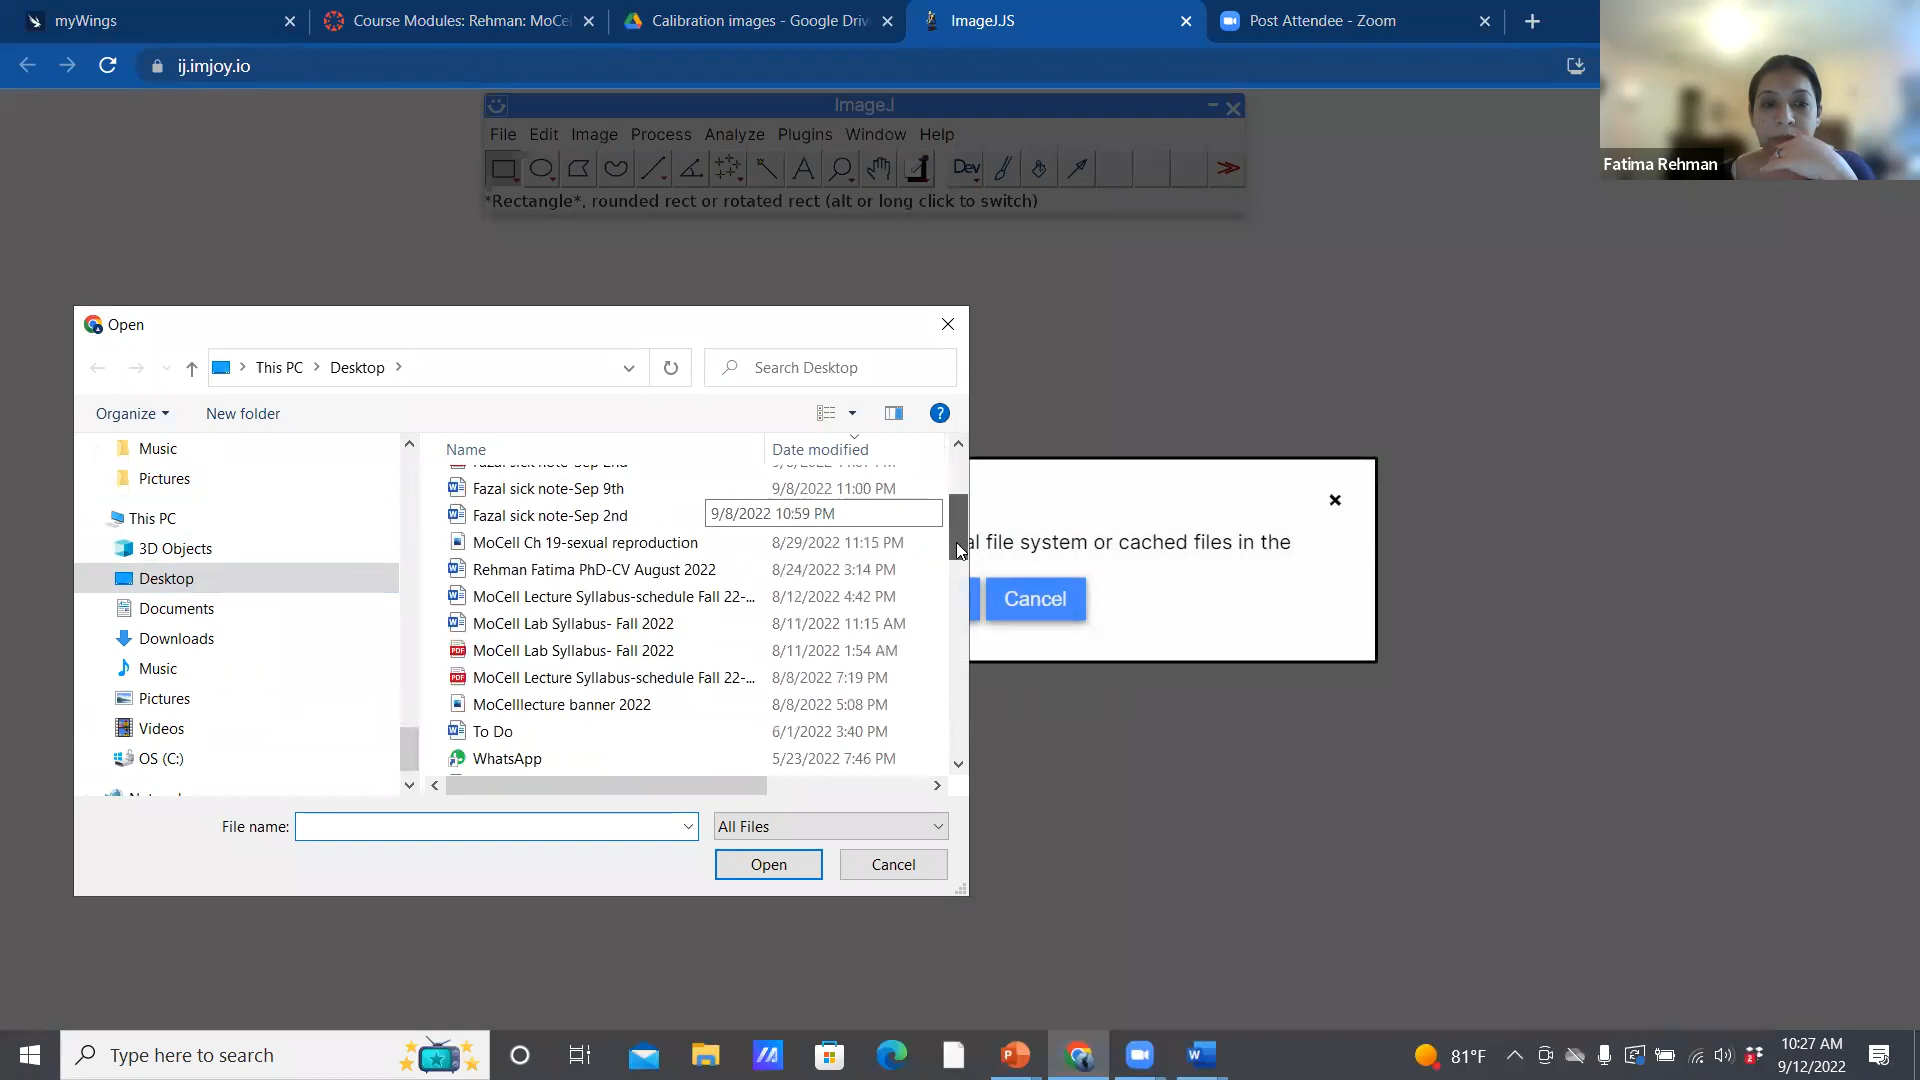 myWings
Course Modules: Rehman: MoCel
Calibration images - Google Driv
ImageJ.JS
Post Attendee - Zoom
ij.imjoy.io
Fatima Rehman
ImageJ
File Edit Image Process Analyze Plugins Window Help
Dev
*Rectangle*, rounded rect or rotated rect (alt or long click to switch)
Open
This PC > Desktop >
Search Desktop
Organize
New folder
Music
Pictures
This PC
3D Objects
Desktop
Documents
Downloads
Music
Pictures
Videos
OS (C:)
Name Date modified
Fazal sick note-Sep 2nd
Fazal sick note-Sep 9th 9/8/2022 11:00 PM
Fazal sick note-Sep 2nd 9/8/2022 10:59 PM
MoCell Ch 19-sexual reproduction 8/29/2022 11:15 PM
Rehman Fatima PhD-CV August 2022 8/24/2022 3:14 PM
MoCell Lecture Syllabus-schedule Fall 22-... 8/12/2022 4:42 PM
MoCell Lab Syllabus- Fall 2022 8/11/2022 11:15 AM
MoCell Lab Syllabus- Fall 2022 8/11/2022 1:54 AM
MoCell Lecture Syllabus-schedule Fall 22-... 8/8/2022 7:19 PM
MoCelllecture banner 2022 8/8/2022 5:08 PM
To Do 6/1/2022 3:40 PM
WhatsApp 5/23/2022 7:46 PM
File name:
All Files
Open
Cancel
al file system or cached files in the
Cancel
Type here to search
81°F
10:27 AM
9/12/2022